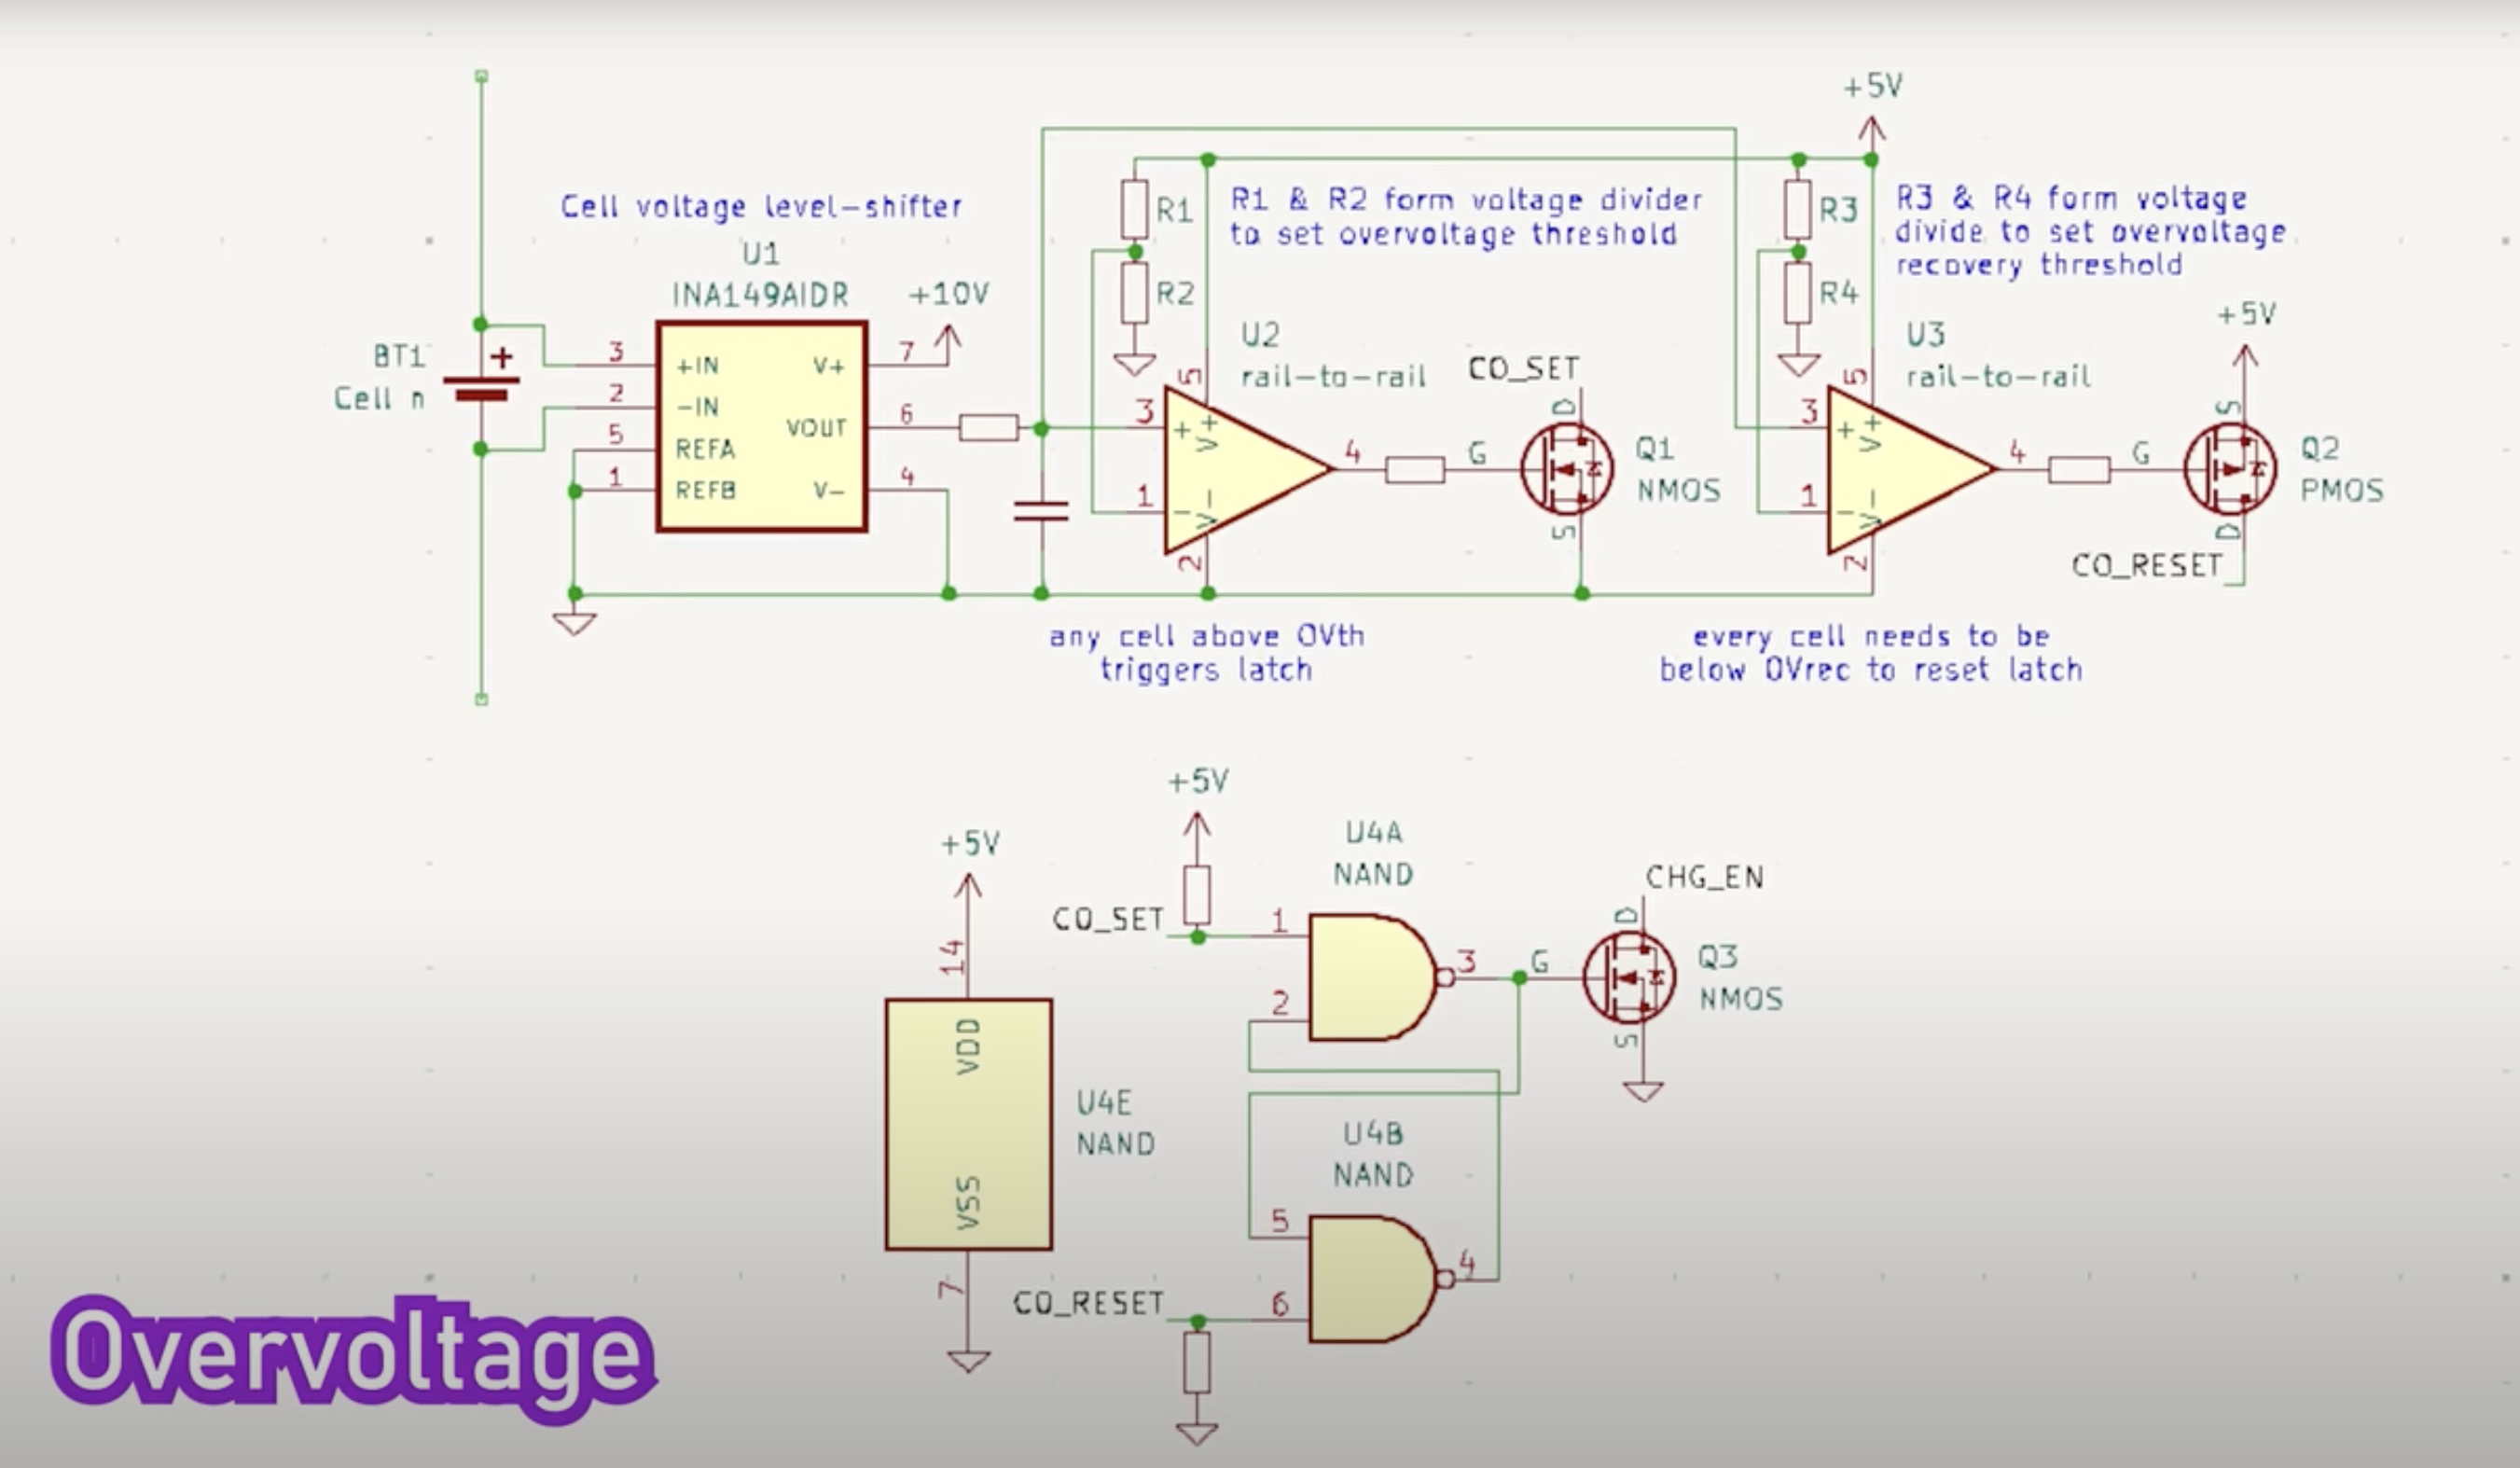 +5V
Cell voltage level-shifter
U1
INA149AIDR
+10V
R1
R2
R1 & R2 form voltage divider
to set overvoltage threshold
R3
R4
R3 & R4 form voltage
divide to set overvoltage
recovery threshold
BT1
Cell n
+
3
2
5
1
+IN
-IN
REFA
REFB
V+
VOUT
V-
7
6
4
U2
rail-to-rail
3
1
5
2
4
+
-
V+
V-
G
CO_SET
D
S
Q1
NMOS
U3
rail-to-rail
3
1
5
2
4
+
-
V+
V-
G
+5V
S
D
Q2
PMOS
CO_RESET
any cell above OVth
triggers latch
every cell needs to be
below OVrec to reset latch
+5V
14
VDD
VSS
7
U4E
NAND
+5V
CO_SET
1
2
U4A
NAND
3
G
CHG_EN
D
S
Q3
NMOS
U4B
NAND
5
6
4
CO_RESET
Overvoltage